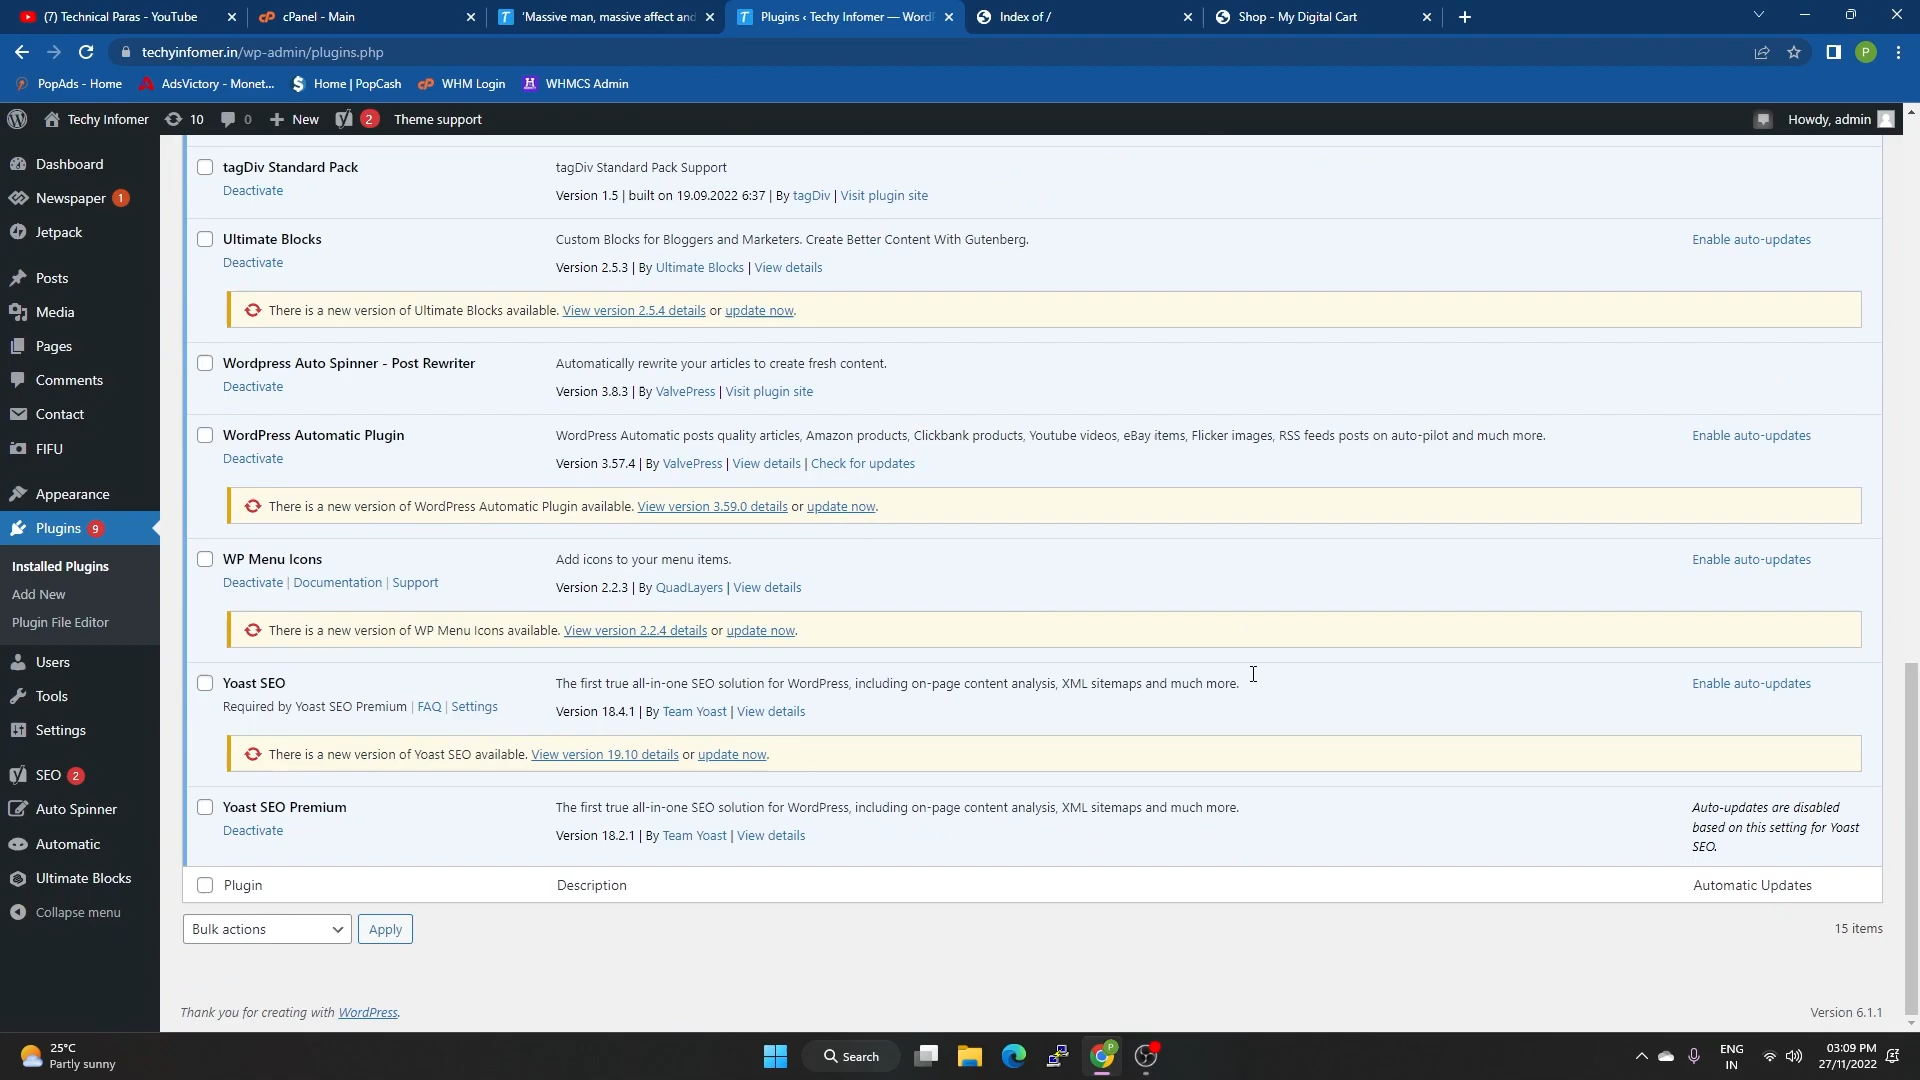 (7) Technical Paras - YouTube
cPanel - Main
'Massive man, massive affect and
Plugins ‹ Techy Infomer — WordP
Index of /
Shop - My Digital Cart
techyinfomer.in/wp-admin/plugins.php
P
PopAds - Home
AdsVictory - Monet...
Home | PopCash
WHM Login
WHMCS Admin
Techy Infomer
10
0
New
2
Theme support
Howdy, admin
Dashboard
Newspaper 1
Jetpack
Posts
Media
Pages
Comments
Contact
FIFU
Appearance
Plugins 9
Installed Plugins
Add New
Plugin File Editor
Users
Tools
Settings
SEO 2
Auto Spinner
Automatic
Ultimate Blocks
Collapse menu
tagDiv Standard Pack
Deactivate
tagDiv Standard Pack Support
Version 1.5 | built on 19.09.2022 6:37 | By tagDiv | Visit plugin site
Ultimate Blocks
Deactivate
Custom Blocks for Bloggers and Marketers. Create Better Content With Gutenberg.
Version 2.5.3 | By Ultimate Blocks | View details
Enable auto-updates
There is a new version of Ultimate Blocks available. View version 2.5.4 details or update now.
Wordpress Auto Spinner - Post Rewriter
Deactivate
Automatically rewrite your articles to create fresh content.
Version 3.8.3 | By ValvePress | Visit plugin site
WordPress Automatic Plugin
Deactivate
WordPress Automatic posts quality articles, Amazon products, Clickbank products, Youtube videos, eBay items, Flicker images, RSS feeds posts on auto-pilot and much more.
Version 3.57.4 | By ValvePress | View details | Check for updates
Enable auto-updates
There is a new version of WordPress Automatic Plugin available. View version 3.59.0 details or update now.
WP Menu Icons
Deactivate | Documentation | Support
Add icons to your menu items.
Version 2.2.3 | By QuadLayers | View details
Enable auto-updates
There is a new version of WP Menu Icons available. View version 2.2.4 details or update now.
Yoast SEO
Required by Yoast SEO Premium | FAQ | Settings
The first true all-in-one SEO solution for WordPress, including on-page content analysis, XML sitemaps and much more.
Version 18.4.1 | By Team Yoast | View details
Enable auto-updates
There is a new version of Yoast SEO available. View version 19.10 details or update now.
Yoast SEO Premium
Deactivate
The first true all-in-one SEO solution for WordPress, including on-page content analysis, XML sitemaps and much more.
Version 18.2.1 | By Team Yoast | View details
Auto-updates are disabled
based on this setting for Yoast
SEO.
Plugin
Description
Automatic Updates
Bulk actions
Apply
15 items
Thank you for creating with WordPress.
Version 6.1.1
25°C
Partly sunny
Search
P
ENG
IN
03:09 PM
27/11/2022